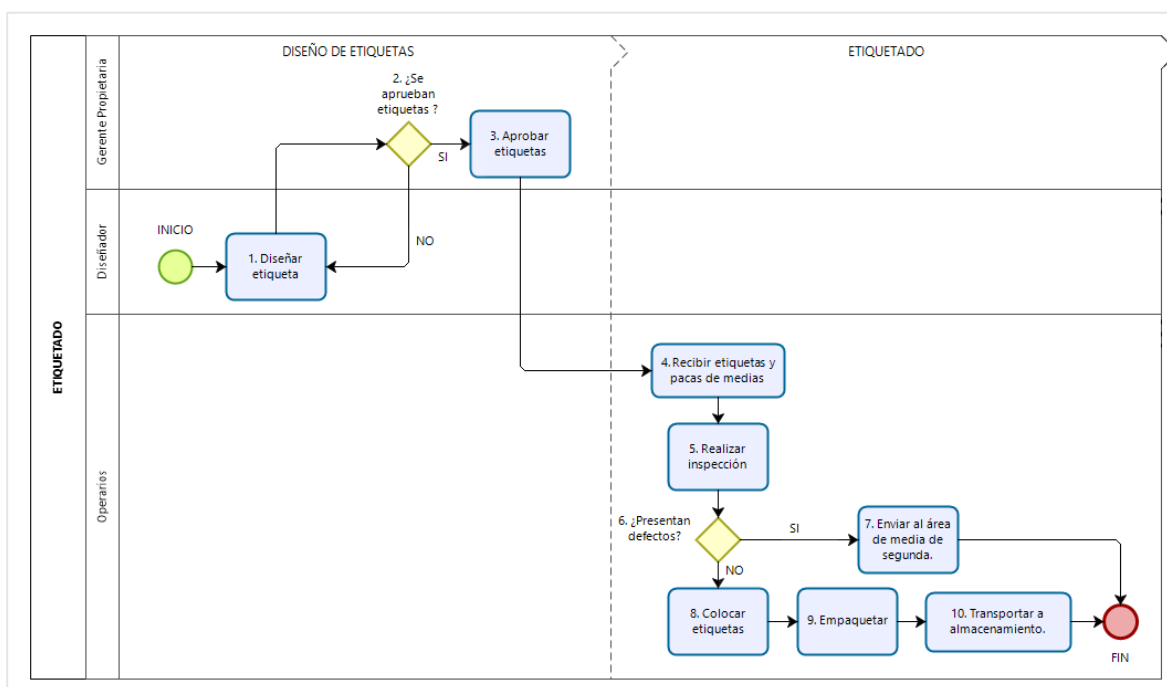 DISEÑO DE ETIQUETAS
ETIQUETADO
ETIQUETADO
Gerente Propietaria
2. ¿Se
aprueban
etiquetas ?
SI
3. Aprobar
etiquetas
NO
Diseñador
INICIO
1. Diseñar
etiqueta
Operarios
4. Recibir etiquetas y
pacas de medias
5. Realizar
inspección
6. ¿Presentan
defectos?
SI
7. Enviar al área
de media de
segunda.
NO
8. Colocar
etiquetas
9. Empaquetar
10. Transportar a
almacenamiento.
FIN